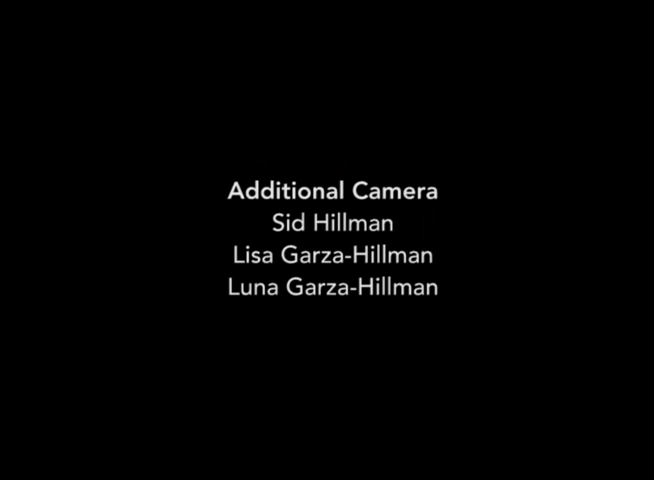 Additional Camera
Sid Hillman
Lisa Garza-Hillman
Luna Garza-Hillman